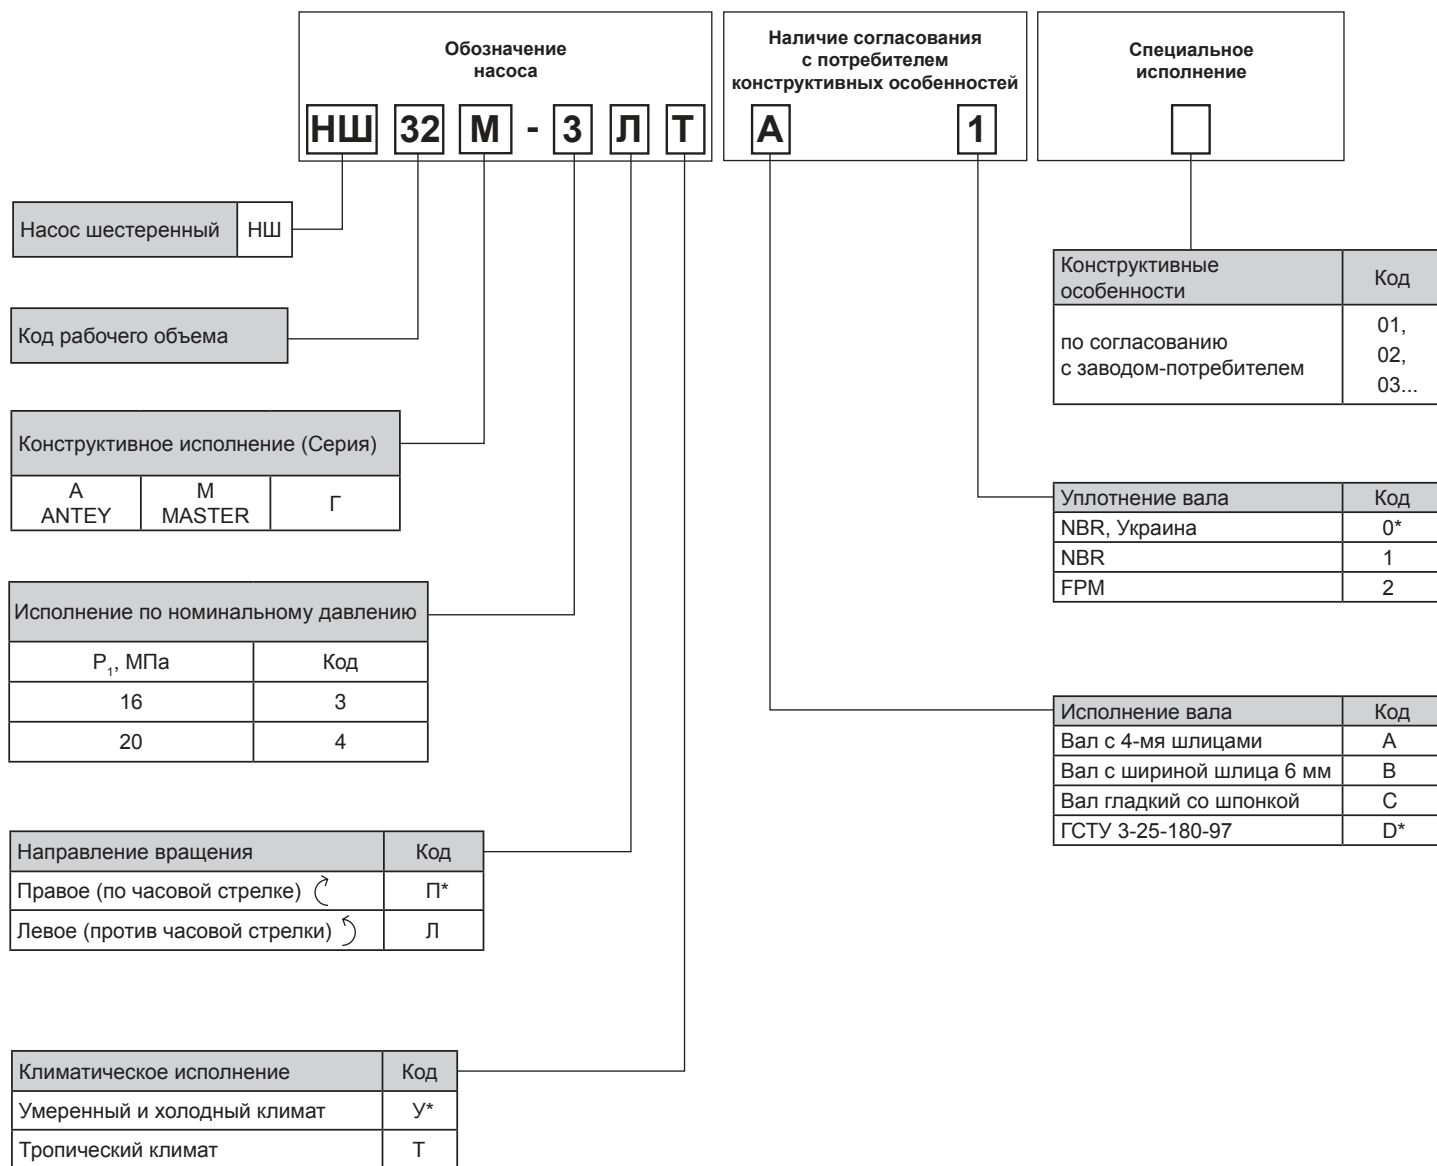 Обозначение
насоса
НШ 32 М - 3 Л Т
Наличие согласования
с потребителем
конструктивных особенностей
А 1
Специальное
исполнение
Насос шестеренный НШ
Код рабочего объема
Конструктивное исполнение (Серия)
А М Г
ANTEY MASTER
Исполнение по номинальному давлению
P1, МПа Код
16 3
20 4
Направление вращения Код
Правое (по часовой стрелке) П*
Левое (против часовой стрелки) Л
Климатическое исполнение Код
Умеренный и холодный климат У*
Тропический климат Т
Конструктивные
особенности Код
по согласованию
с заводом-потребителем
01,
02,
03...
Уплотнение вала Код
NBR, Украина 0*
NBR 1
FPM 2
Исполнение вала Код
Вал с 4-мя шлицами A
Вал с шириной шлица 6 мм B
Вал гладкий со шпонкой C
ГСТУ 3-25-180-97 D*